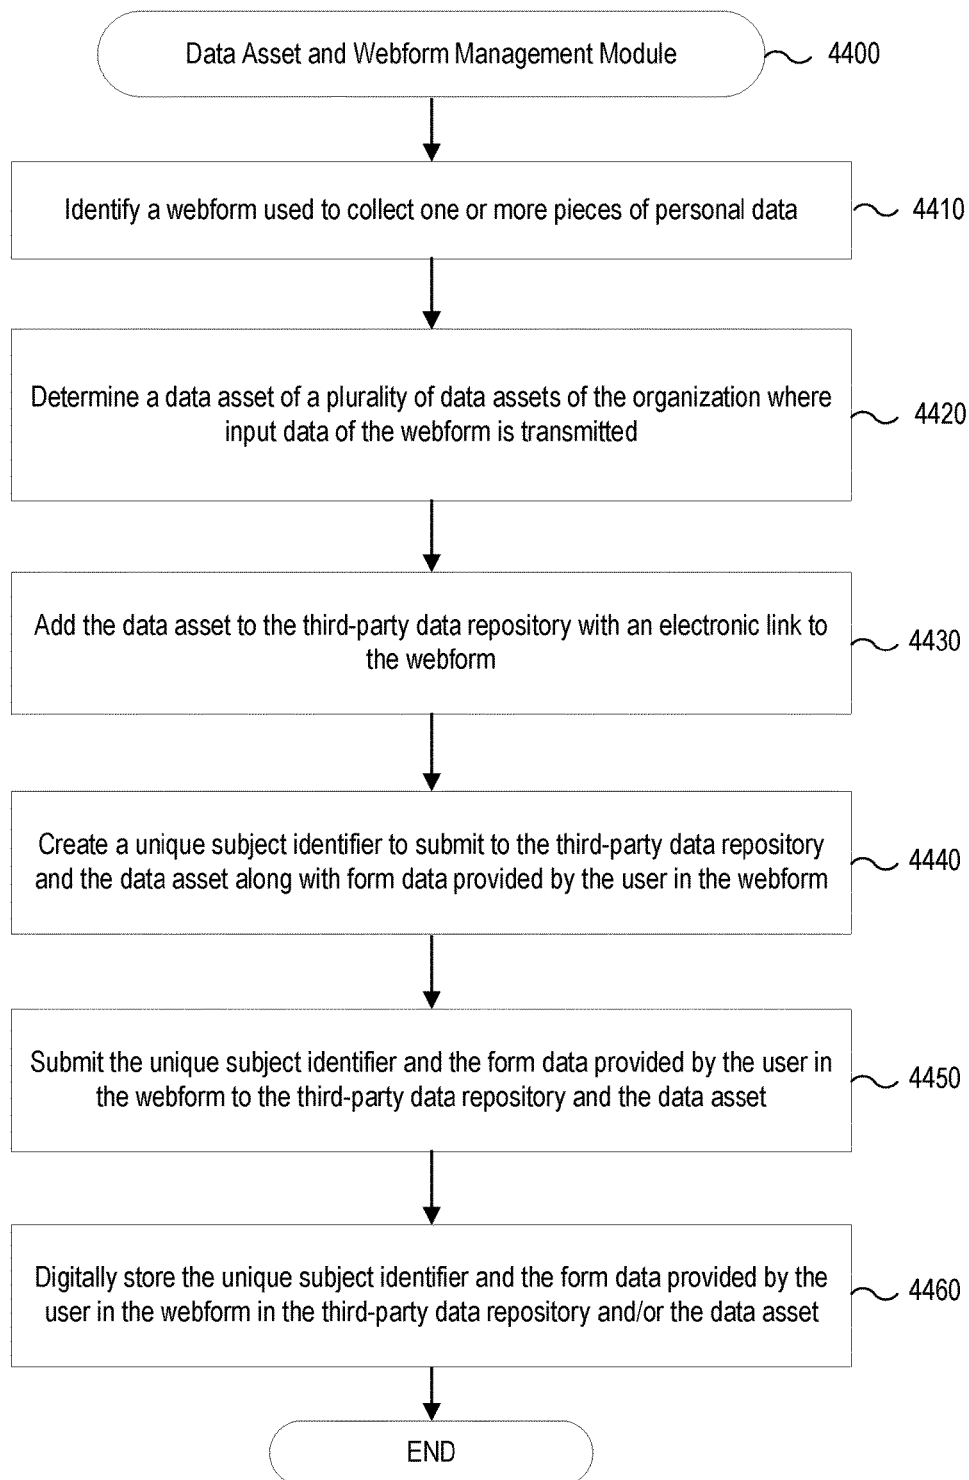 Data Asset and Webform Management Module
4400
Identify a webform used to collect one or more pieces of personal data
4410
Determine a data asset of a plurality of data assets of the organization where
input data of the webform is transmitted
4420
Add the data asset to the third-party data repository with an electronic link to
the webform
4430
Create a unique subject identifier to submit to the third-party data repository
and the data asset along with form data provided by the user in the webform
4440
Submit the unique subject identifier and the form data provided by the user in
the webform to the third-party data repository and the data asset
4450
Digitally store the unique subject identifier and the form data provided by the
user in the webform in the third-party data repository and/or the data asset
4460
END